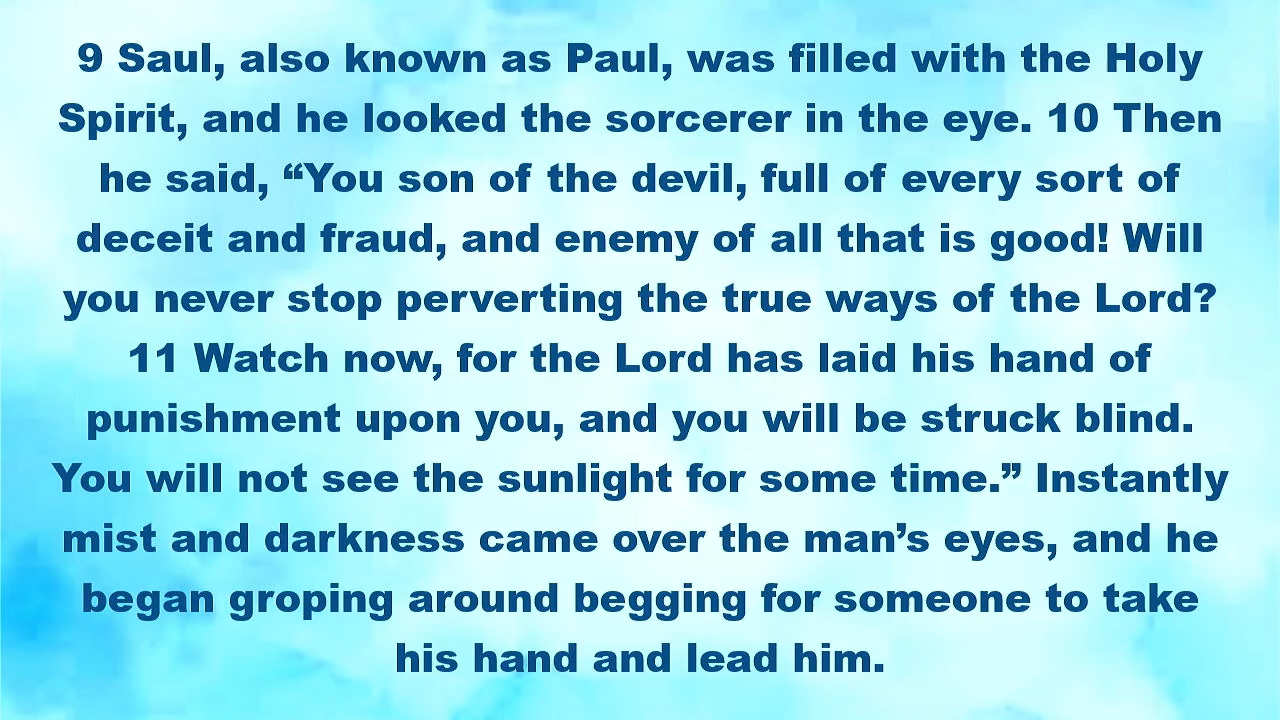 9 Saul, also known as Paul, was filled with the Holy
Spirit, and he looked the sorcerer in the eye. 10 Then
he said, “You son of the devil, full of every sort of
deceit and fraud, and enemy of all that is good! Will
you never stop perverting the true ways of the Lord?
11 Watch now, for the Lord has laid his hand of
punishment upon you, and you will be struck blind.
You will not see the sunlight for some time.” Instantly
mist and darkness came over the man’s eyes, and he
began groping around begging for someone to take
his hand and lead him.